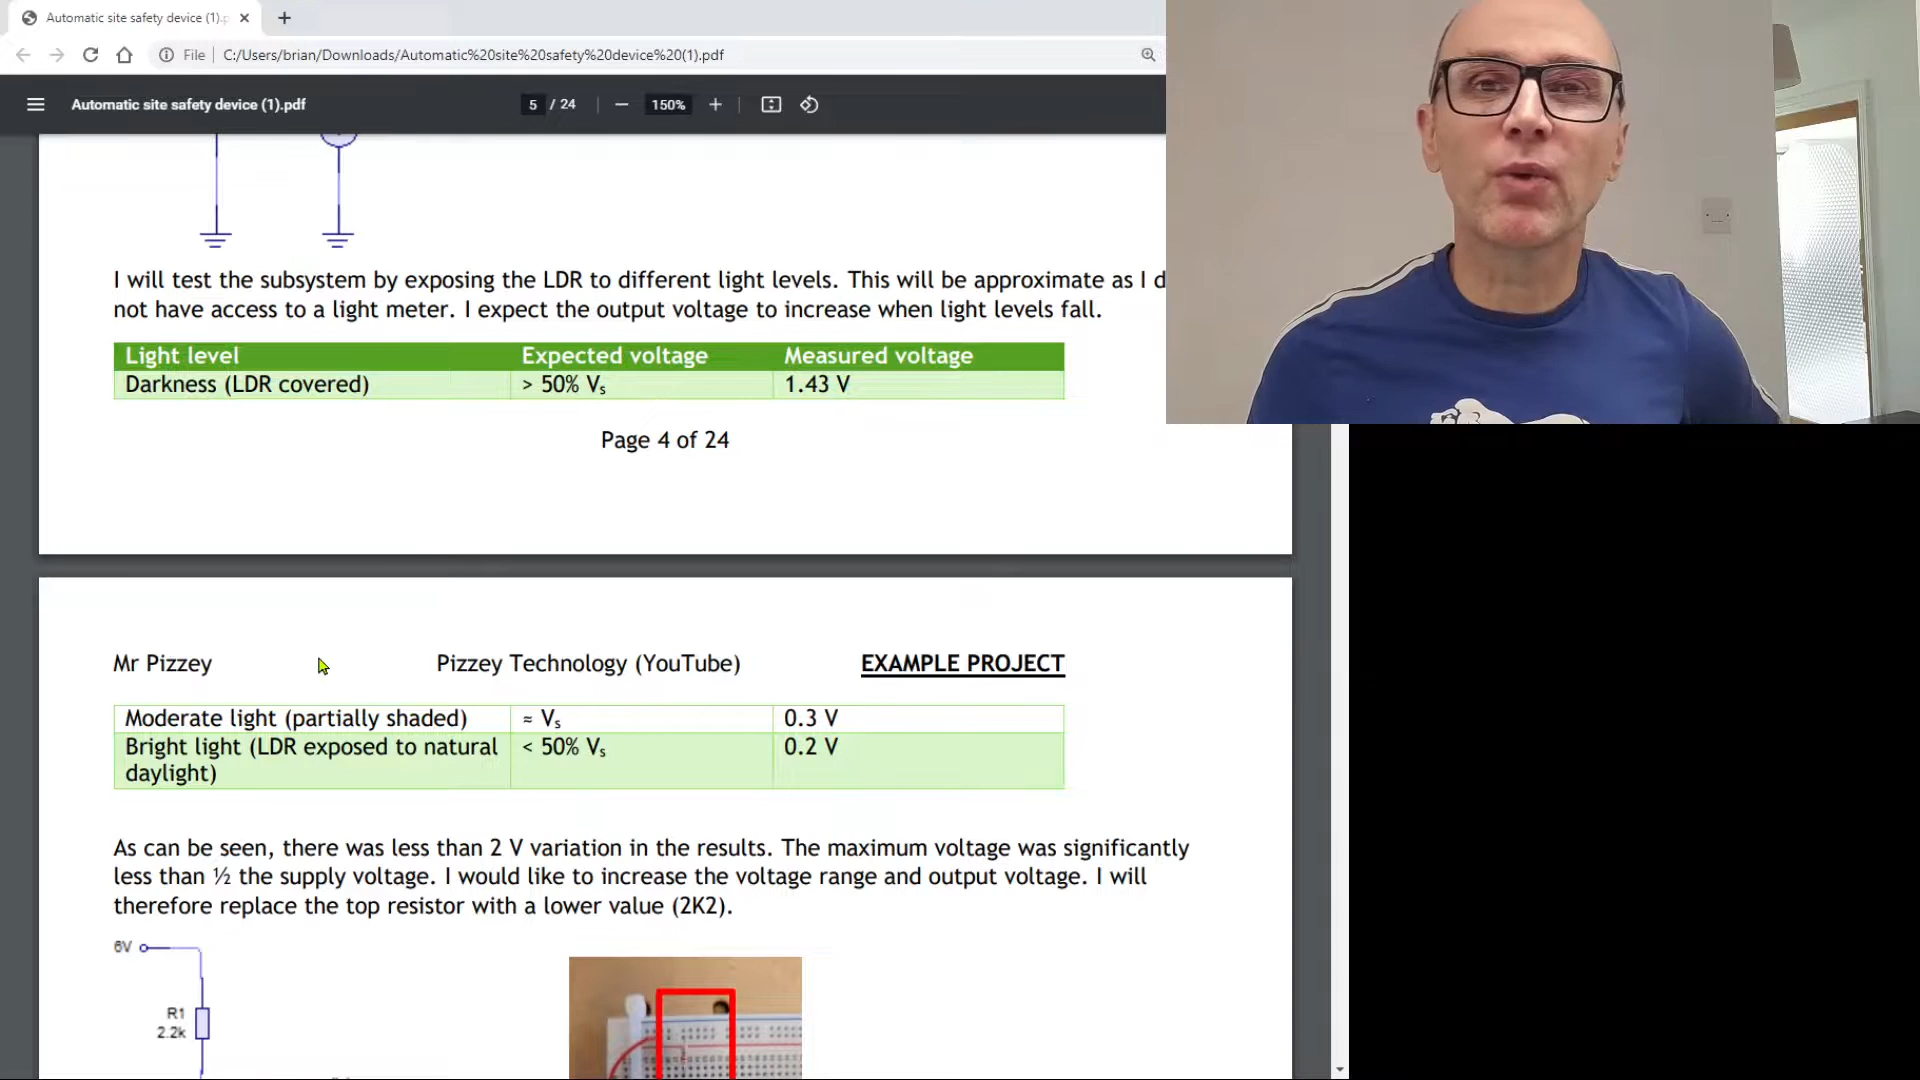 Automatic site safety device (1).p
File
C:/Users/brian/Downloads/Automatic%20site%20safety%20device%20(1).pdf
Automatic site safety device (1).pdf
5 / 24
150%
I will test the subsystem by exposing the LDR to different light levels. This will be approximate as I d
not have access to a light meter. I expect the output voltage to increase when light levels fall.
Light level Expected voltage Measured voltage
Darkness (LDR covered) > 50% Vs 1.43 V
Page 4 of 24
Mr Pizzey Pizzey Technology (YouTube) EXAMPLE PROJECT
Moderate light (partially shaded) ≈ Vs 0.3 V
Bright light (LDR exposed to natural < 50% Vs 0.2 V
daylight)
As can be seen, there was less than 2 V variation in the results. The maximum voltage was significantly
less than ½ the supply voltage. I would like to increase the voltage range and output voltage. I will
therefore replace the top resistor with a lower value (2K2).
6V
R1
2.2k